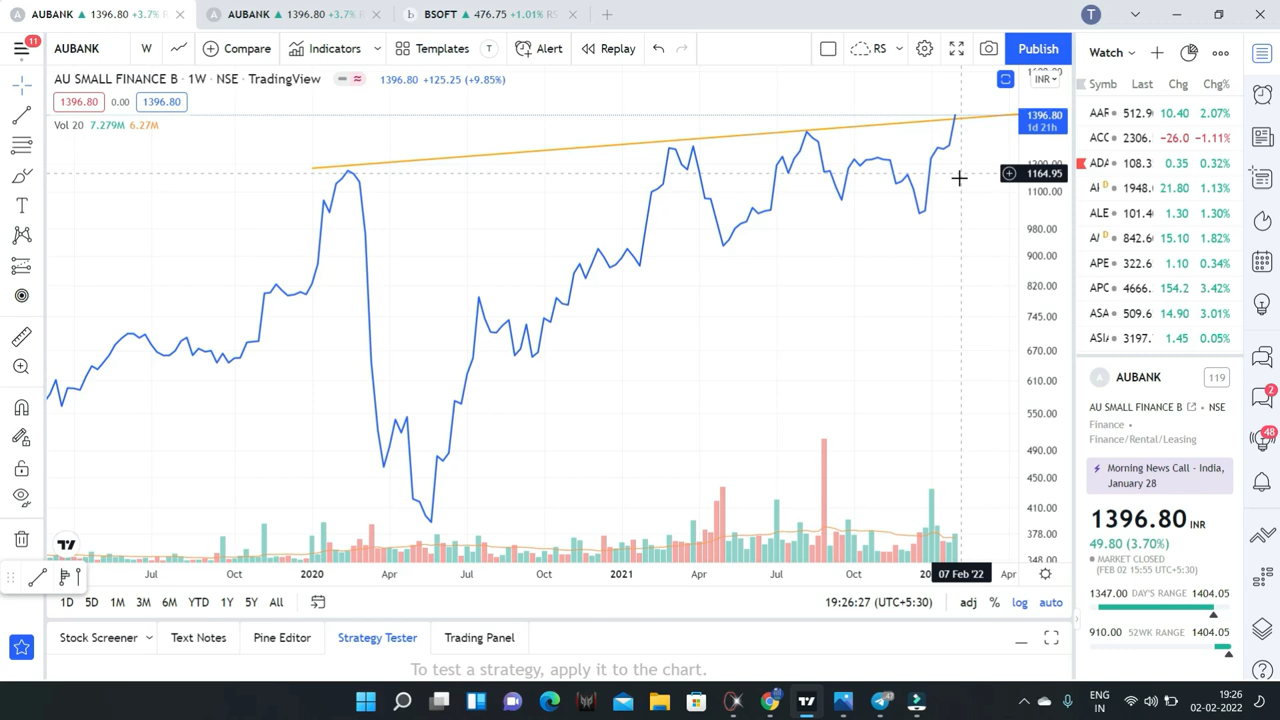 AUBANK ▲ 1396.80 +3.7%
AUBANK ▲ 1396.80 +3.7%
BSOFT ▲ 476.75 +1.01%
T
11
AUBANK
W
Compare
Indicators
Templates
T
Alert
Replay
RS
Publish
Watch
AU SMALL FINANCE B · 1W · NSE · TradingView
1396.80 +125.25 (+9.85%)
INR
1396.80 0.00 1396.80
Vol 20 7.279M 6.27M
1396.80
1d 21h
1164.95
1100.00
980.00
900.00
820.00
745.00
670.00
610.00
550.00
490.00
450.00
410.00
378.00
348.00
Jul
Oct
2020
Apr
Jul
Oct
2021
Apr
Jul
Oct
07 Feb '22
Apr
1D 5D 1M 3M 6M YTD 1Y 5Y All
19:26:27 (UTC+5:30)
adj % log auto
Stock Screener
Text Notes
Pine Editor
Strategy Tester
Trading Panel
To test a strategy, apply it to the chart.
Symb Last Chg Chg%
AAR 512.9 10.40 2.07%
ACC 2306. -26.0 -1.11%
ADA 108.3 0.35 0.32%
1948. 21.80 1.13%
ALE 101.4 1.30 1.30%
842.6 15.10 1.82%
APE 322.6 1.10 0.34%
APC 4666. 154.2 3.42%
ASA 509.6 14.90 3.01%
ASI 3197. 1.45 0.05%
A AUBANK 119
AU SMALL FINANCE B • NSE
Finance •
Finance/Rental/Leasing
Morning News Call - India,
January 28
1396.80 INR
49.80 (3.70%)
MARKET CLOSED
(FEB 02 15:55 UTC+5:30)
1347.00 DAY'S RANGE 1404.05
910.00 52WK RANGE 1404.05
2
48
ENG
IN
19:26
02-02-2022